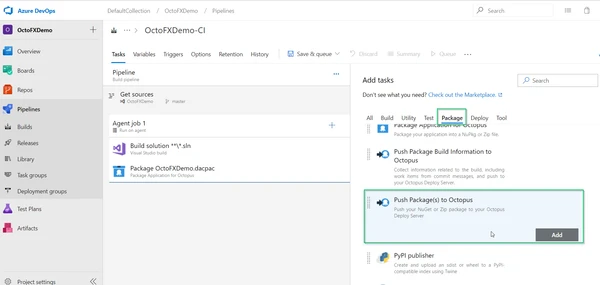 Azure DevOps
DefaultCollection / OctoFXDemo / Pipelines
Search
OctoFXDemo
OctoFXDemo-CI
Overview
Tasks Variables Triggers Options Retention History
Save & queue
Discard
Summary
Queue
Boards
Repos
Pipelines
Builds
Releases
Library
Task groups
Deployment groups
Test Plans
Artifacts
Project settings
Pipeline
Build pipeline
Get sources
OctoFXDemo
master
Agent job 1
Run on agent
Build solution **\*.sln
Visual Studio build
Package OctoFXDemo.dacpac
Package Application for Octopus
Add tasks
Search
Don't see what you need? Check out the Marketplace.
All Build Utility Test Package Deploy Tool
Package Application for Octopus
Package your application into a NuPkg or Zip file.
Push Package Build Information to
Octopus
Collect information related to the build, including
work items from commit messages, and push to
your Octopus Deploy Server.
Push Package(s) to Octopus
Push your NuGet or Zip package to your Octopus
Deploy Server
Add
PyPI publisher
Create and upload an sdist or wheel to a PyPI-
compatible index using Twine